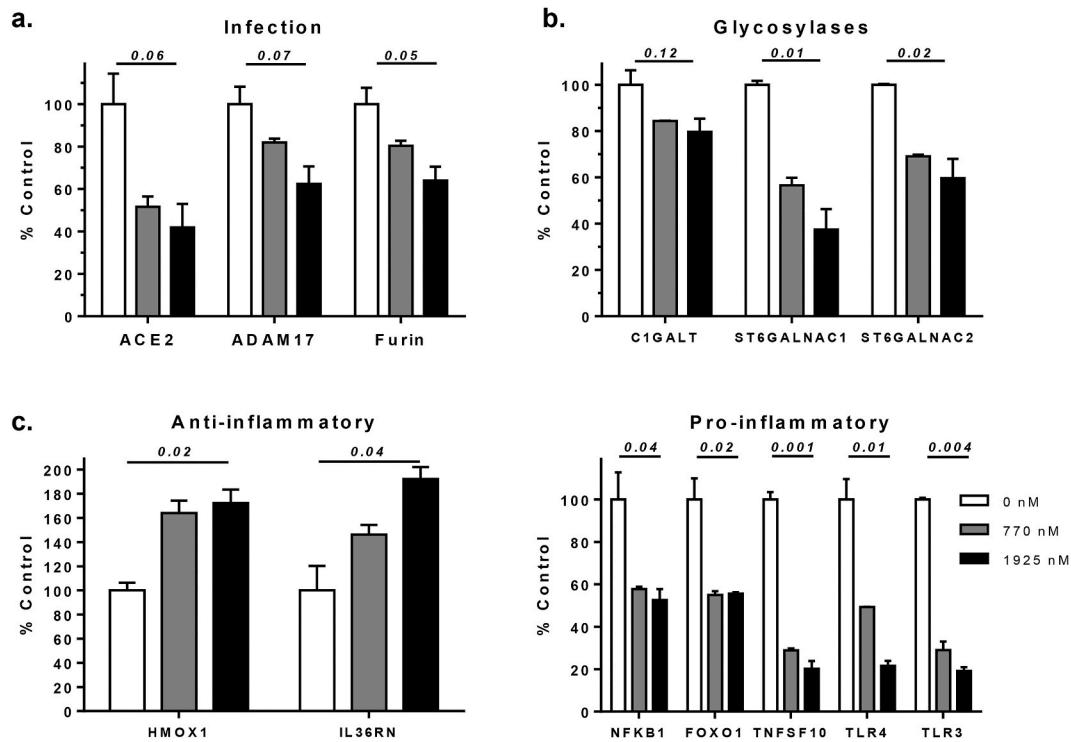 a.
Infection
0.06 0.07 0.05
% Control
100
80
60
40
20
0
ACE2 ADAM17 Furin
b.
Glycosylases
0.12 0.01 0.02
% Control
100
80
60
40
20
0
C1GALT ST6GALNAC1 ST6GALNAC2
c.
Anti-inflammatory
0.02 0.04
% Control
200
180
160
140
120
100
80
60
40
20
0
HMOX1 IL36RN
Pro-inflammatory
0.04 0.02 0.001 0.01 0.004
% Control
100
80
60
40
20
0
NFKB1 FOXO1 TNFSF10 TLR4 TLR3
0 nM
770 nM
1925 nM